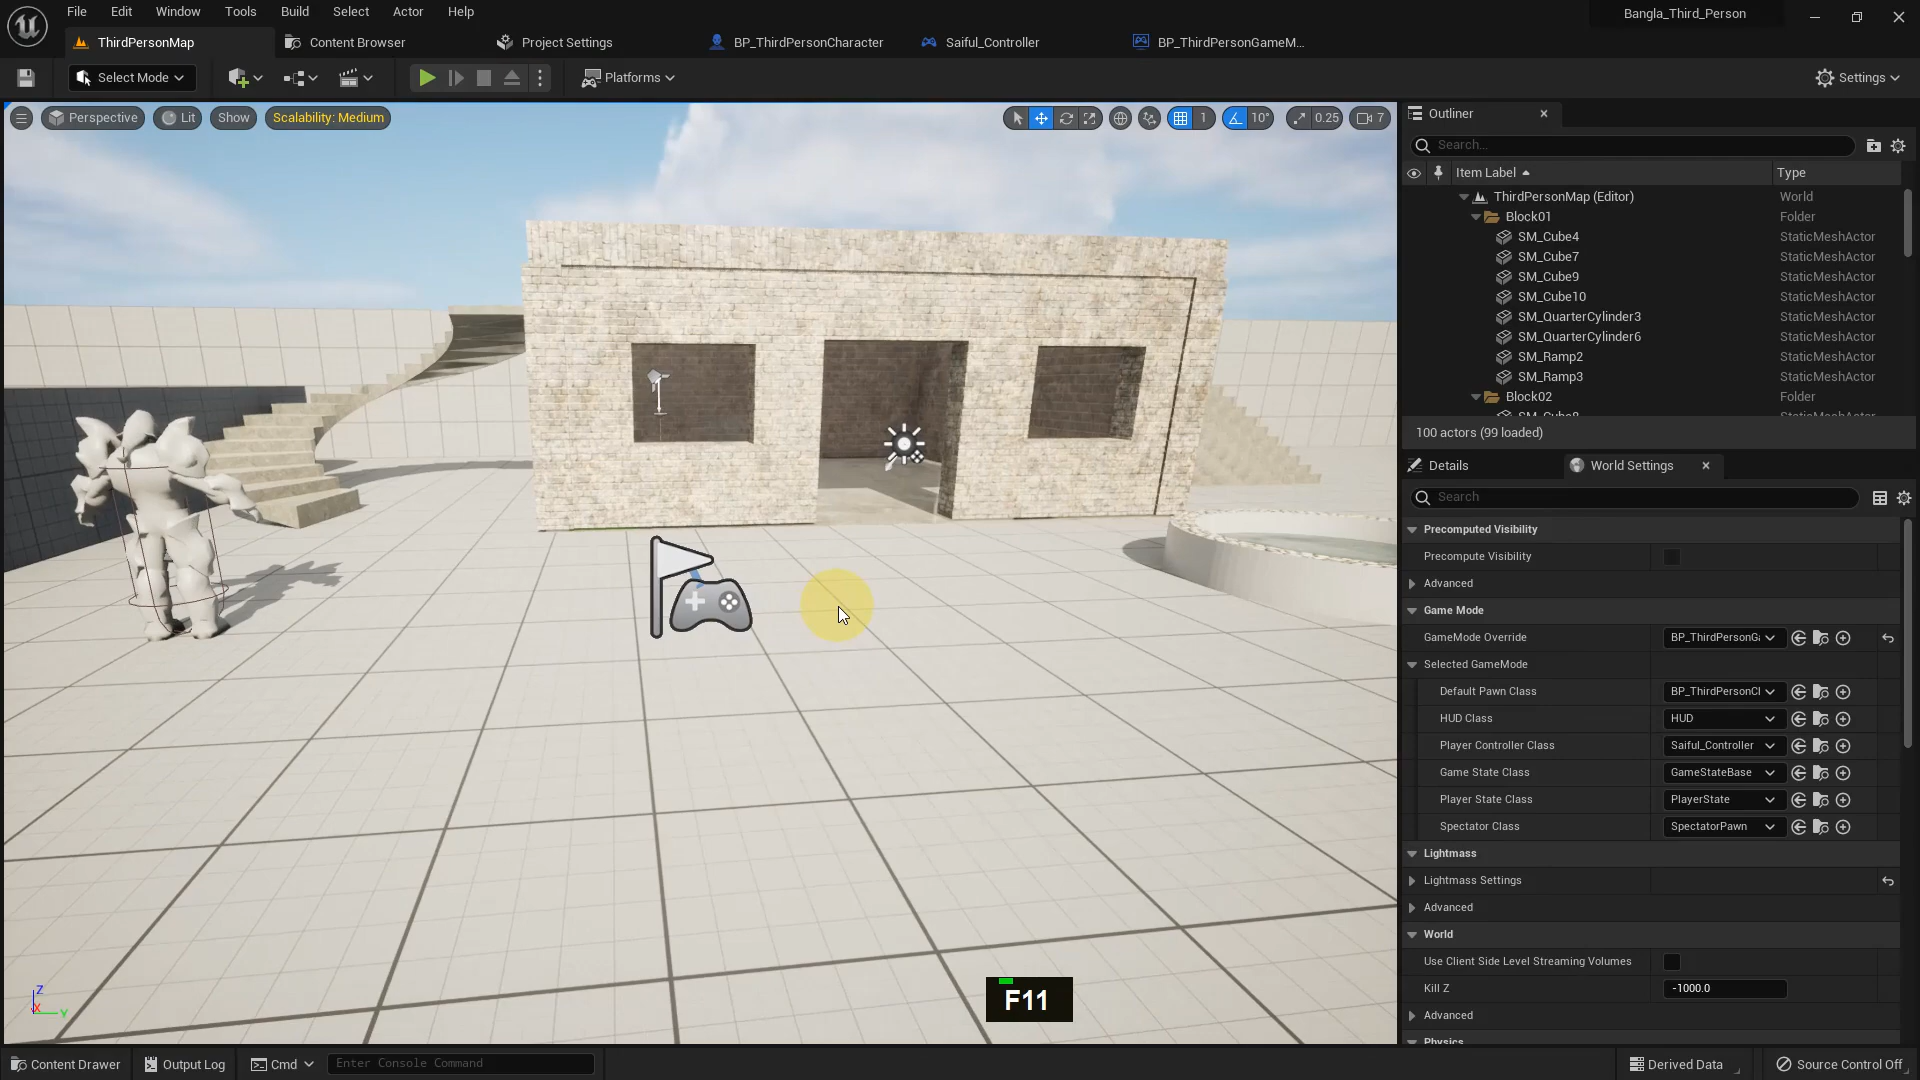 File Edit Window Tools Build Select Actor Help
Bangla_Third_Person
ThirdPersonMap
Content Browser
Project Settings
BP_ThirdPersonCharacter
Saiful_Controller
BP_ThirdPersonGameM...
Select Mode
Platforms
Settings
Perspective
Lit
Show
Scalability: Medium
1
10°
0.25
7
Outliner
Search...
Item Label
Type
ThirdPersonMap (Editor) World
Block01 Folder
SM_Cube4 StaticMeshActor
SM_Cube7 StaticMeshActor
SM_Cube9 StaticMeshActor
SM_Cube10 StaticMeshActor
SM_QuarterCylinder3 StaticMeshActor
SM_QuarterCylinder6 StaticMeshActor
SM_Ramp2 StaticMeshActor
SM_Ramp3 StaticMeshActor
Block02 Folder
SM_Cube8 StaticMeshActor
100 actors (99 loaded)
Details
World Settings
Search
Precomputed Visibility
Precompute Visibility
Advanced
Game Mode
GameMode Override BP_ThirdPersonGa
Selected GameMode
Default Pawn Class BP_ThirdPersonCl
HUD Class HUD
Player Controller Class Saiful_Controller
Game State Class GameStateBase
Player State Class PlayerState
Spectator Class SpectatorPawn
Lightmass
Lightmass Settings
Advanced
World
Use Client Side Level Streaming Volumes
Kill Z -1000.0
Advanced
Physics
Z
X
Y
F11
Content Drawer
Output Log
Cmd
Enter Console Command
Derived Data
Source Control Off